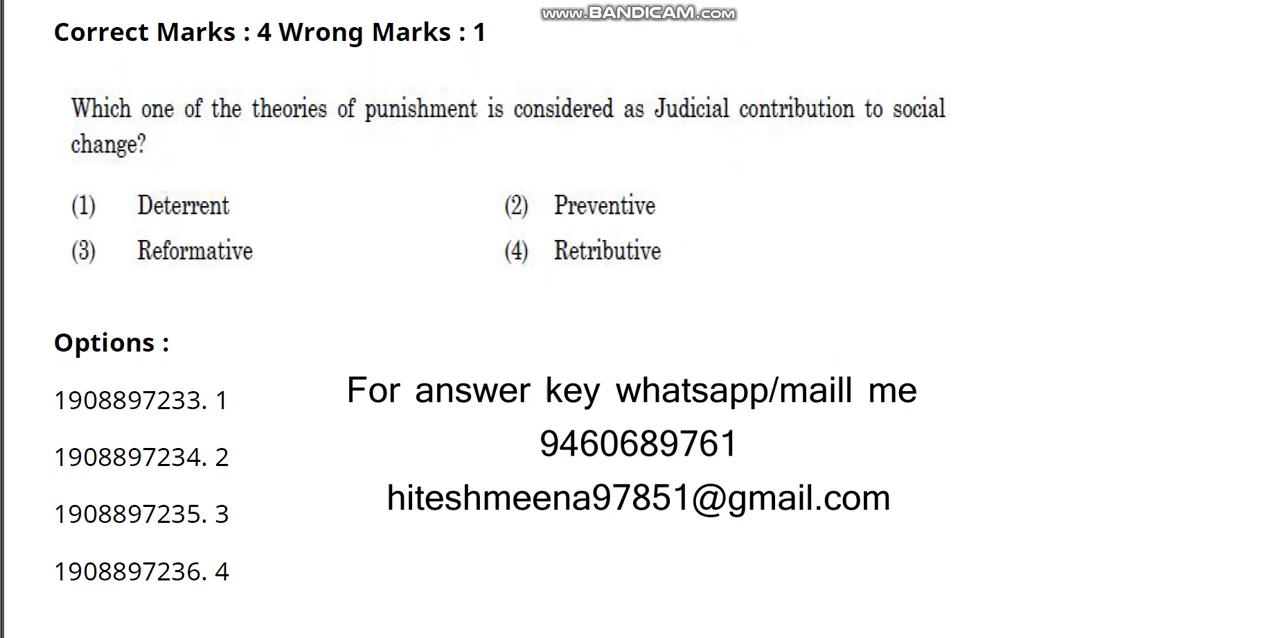 www.BANDICAM.com
Correct Marks : 4 Wrong Marks : 1
Which one of the theories of punishment is considered as Judicial contribution to social
change?
(1) Deterrent (2) Preventive
(3) Reformative (4) Retributive
Options :
1908897233. 1
1908897234. 2
1908897235. 3
1908897236. 4
For answer key whatsapp/maill me
9460689761
hiteshmeena97851@gmail.com